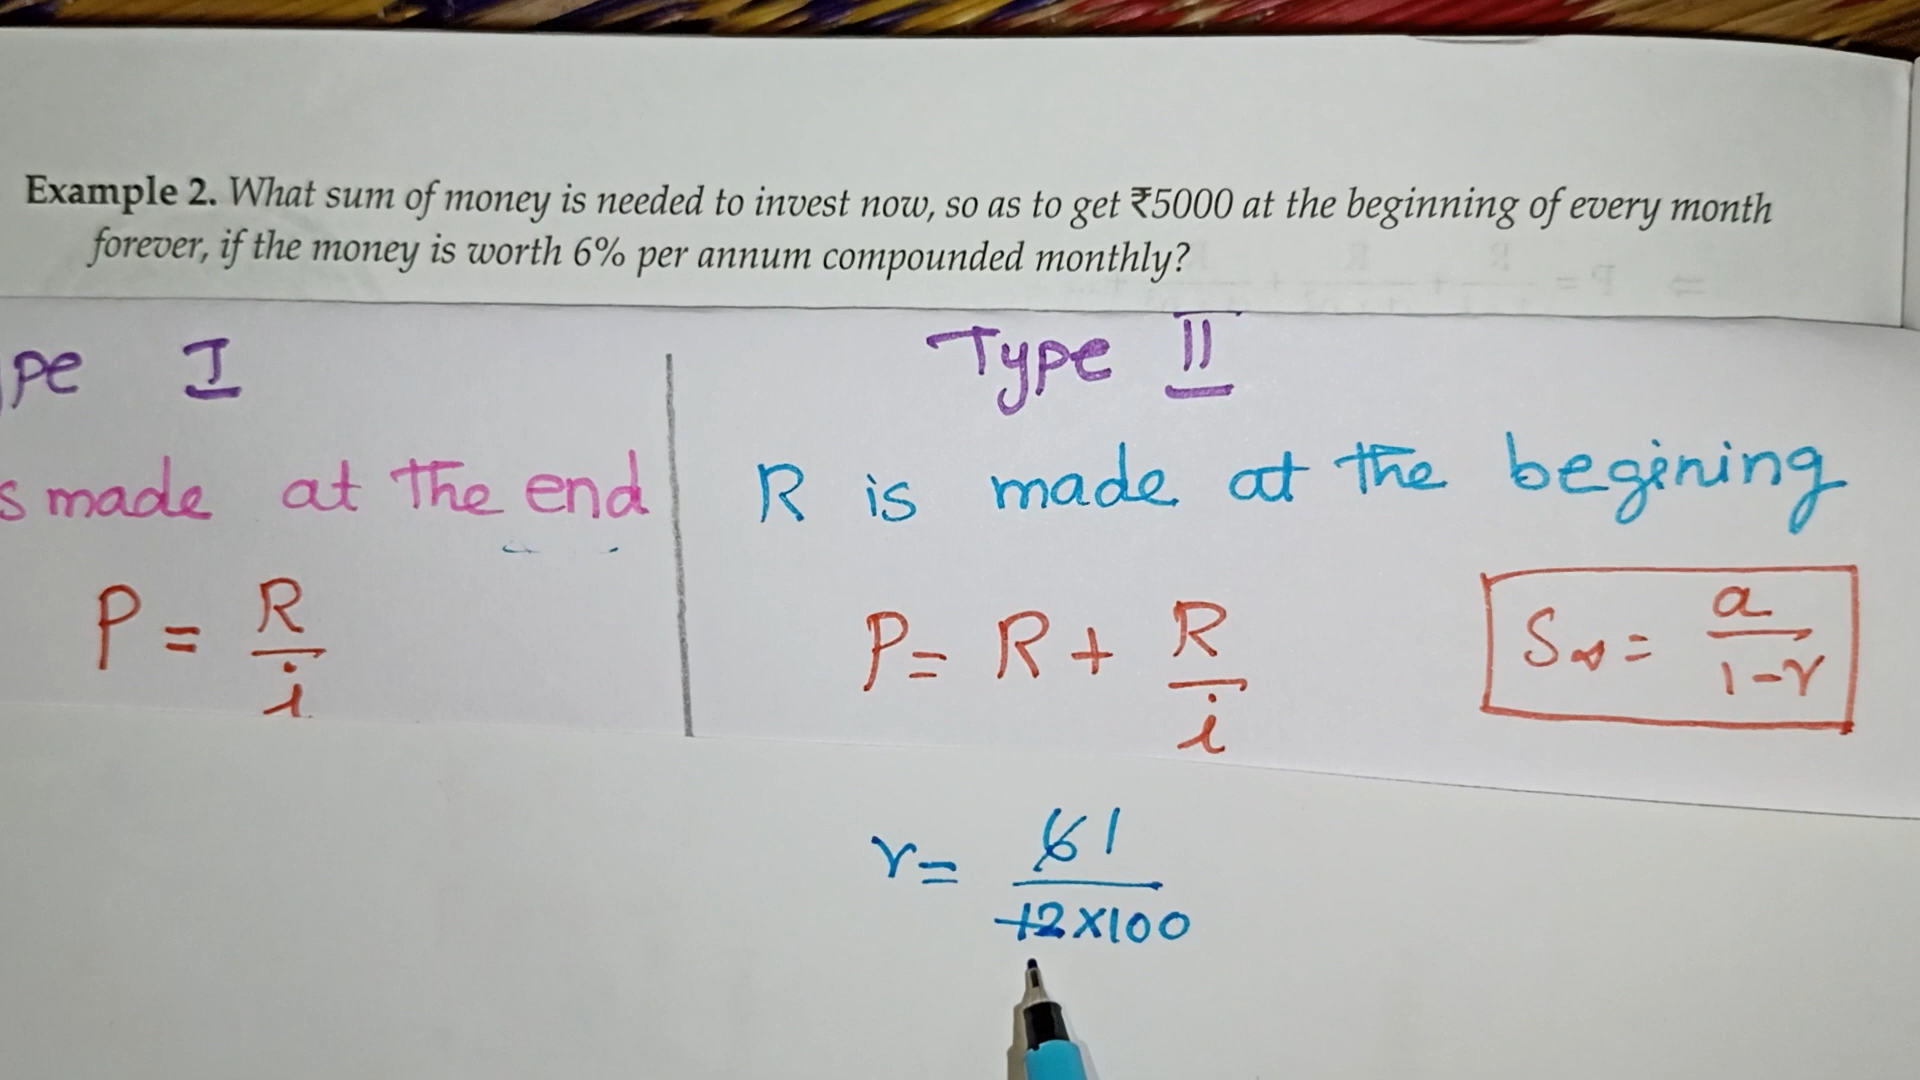 Example 2. What sum of money is needed to invest now, so as to get ₹5000 at the beginning of every month
forever, if the money is worth 6% per annum compounded monthly?
pe I
s made at the end
P = R/i
Type II
R is made at the begining
P = R + R/i
S∞ = a/1-r
r = 6 1/12×100